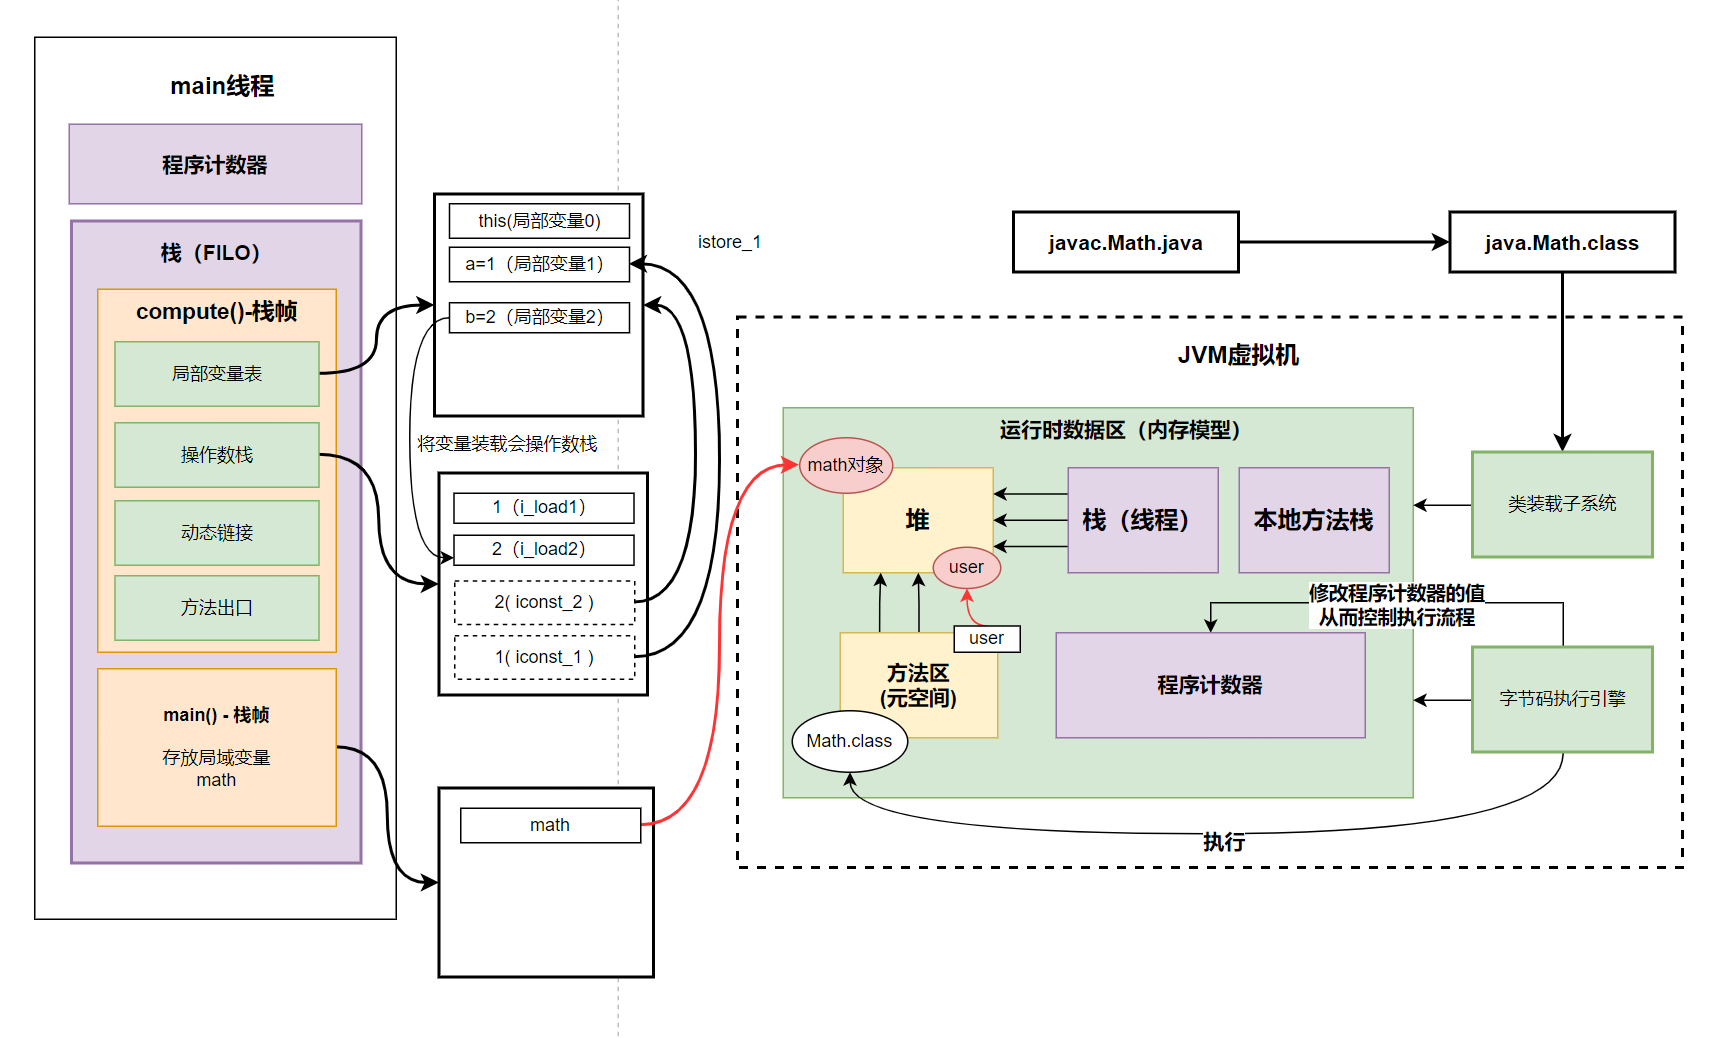 main线程
程序计数器
栈（FILO）
compute()-栈帧
局部变量表
操作数栈
动态链接
方法出口
main() - 栈帧
存放局域变量
math
this(局部变量0)
a=1（局部变量1）
b=2（局部变量2）
istore_1
将变量装载会操作数栈
1（i_load1）
2（i_load2）
2( iconst_2 )
1( iconst_1 )
math
javac.Math.java
java.Math.class
JVM虚拟机
运行时数据区（内存模型）
math对象
堆
栈（线程）
本地方法栈
类装载子系统
user
user
修改程序计数器的值
从而控制执行流程
方法区
(元空间)
程序计数器
字节码执行引擎
Math.class
执行